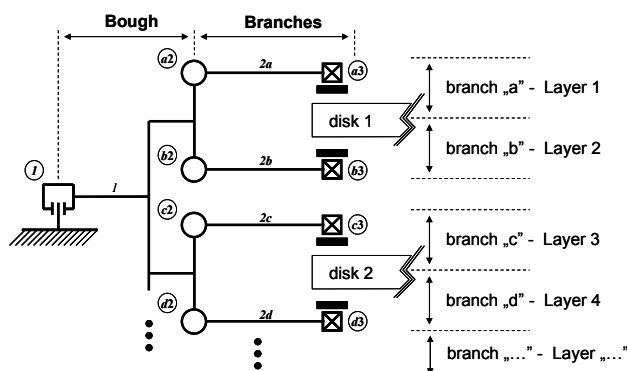 Bough Branches
a2 2a a3
branch „a” - Layer 1
disk 1
branch „b” - Layer 2
b2 2b b3
1 1
c2 2c c3
branch „c” - Layer 3
disk 2
branch „d” - Layer 4
d2 2d d3
branch „...” - Layer „...”